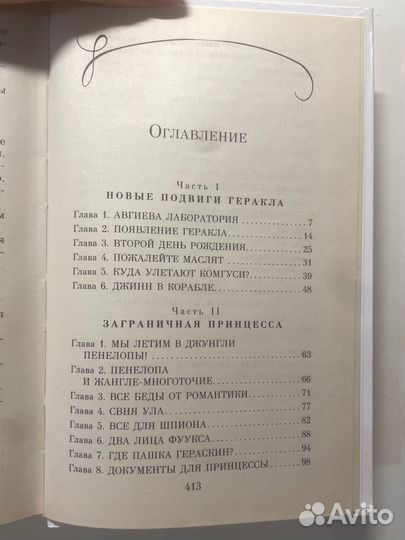 Оглавление
Часть I
НОВЫЕ ПОДВИГИ ГЕРАКЛА
Глава 1. АВГИЕВА ЛАБОРАТОРИЯ 7
Глава 2. ПОЯВЛЕНИЕ ГЕРАКЛА 14
Глава 3. ВТОРОЙ ДЕНЬ РОЖДЕНИЯ 25
Глава 4. ПОЖАЛЕЙТЕ МАСЛЯТ 31
Глава 5. КУДА УЛЕТАЮТ КОМГУСИ? 39
Глава 6. ДЖИНН В КОРАБЛЕ 48
Часть II
ЗАГРАНИЧНАЯ ПРИНЦЕССА
Глава 1. МЫ ЛЕТИМ В ДЖУНГЛИ
ПЕНЕЛОПЫ! 63
Глава 2. ПЕНЕЛОПА
И ЖАНГЛЕ-МНОГОТОЧИЕ 66
Глава 3. ВСЕ БЕДЫ ОТ РОМАНТИКИ 71
Глава 4. СВНЯ УЛА 77
Глава 5. ВСЕ ДЛЯ ШПИОНА 82
Глава 6. ДВА ЛИЦА ФУУКСА 88
Глава 7. ГДЕ ПАШКА ГЕРАСКИН? 94
Глава 8. ДОКУМЕНТЫ ДЛЯ ПРИНЦЕССЫ 98
413
Avito